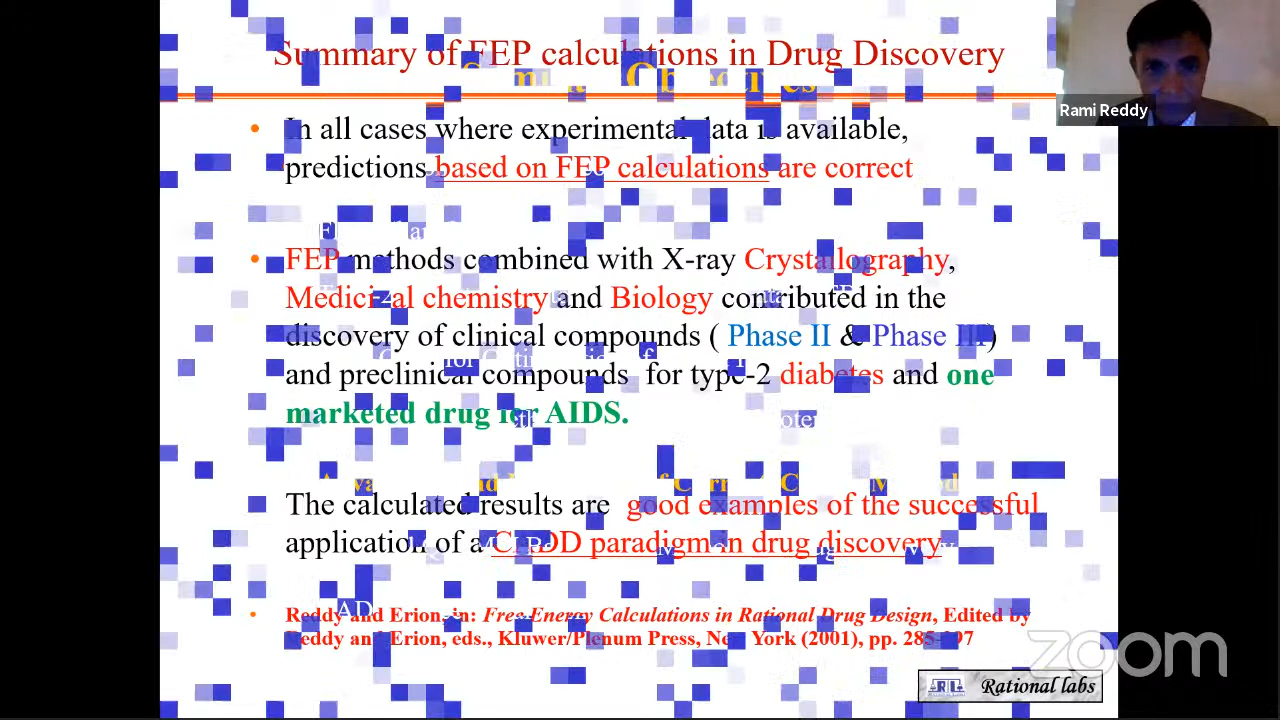 Summary of FEP calculations in Drug Discovery
Rami Reddy
• In all cases where experimental data is available,
predictions based on FEP calculations are correct
• FEP methods combined with X-ray Crystallography,
Medicinal chemistry and Biology contributed in the
discovery of clinical compounds ( Phase II & Phase III)
and preclinical compounds for type-2 diabetes and one
marketed drug for AIDS.
The calculated results are good examples of the successful
application of a paradigm in drug discovery
• Reddy and Erion, in: Free Energy Calculations in Rational Drug Design, Edited by
Reddy and Erion, eds., Kluwer/Plenum Press, New York (2001), pp.
zoom
Rational labs